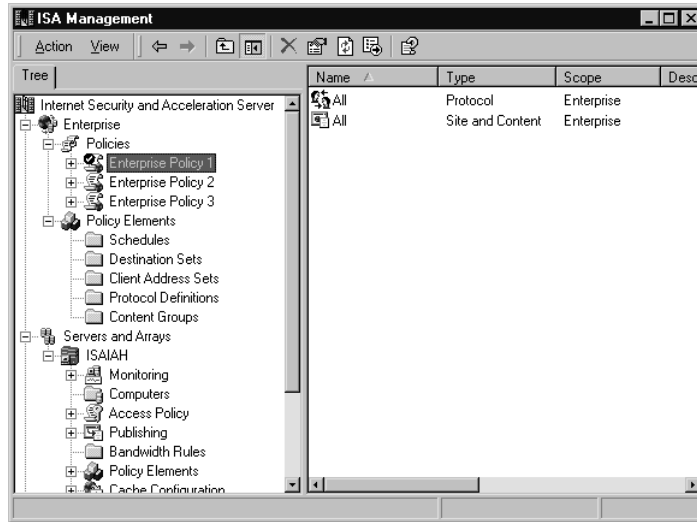 ISA Management
Action View
Tree
Name Type Scope Desc
Internet Security and Acceleration Server
Enterprise
Policies
Enterprise Policy 1
Enterprise Policy 2
Enterprise Policy 3
Policy Elements
Schedules
Destination Sets
Client Address Sets
Protocol Definitions
Content Groups
Servers and Arrays
ISAIAH
Monitoring
Computers
Access Policy
Publishing
Bandwidth Rules
Policy Elements
Cache Configuration
All Protocol Enterprise
All Site and Content Enterprise